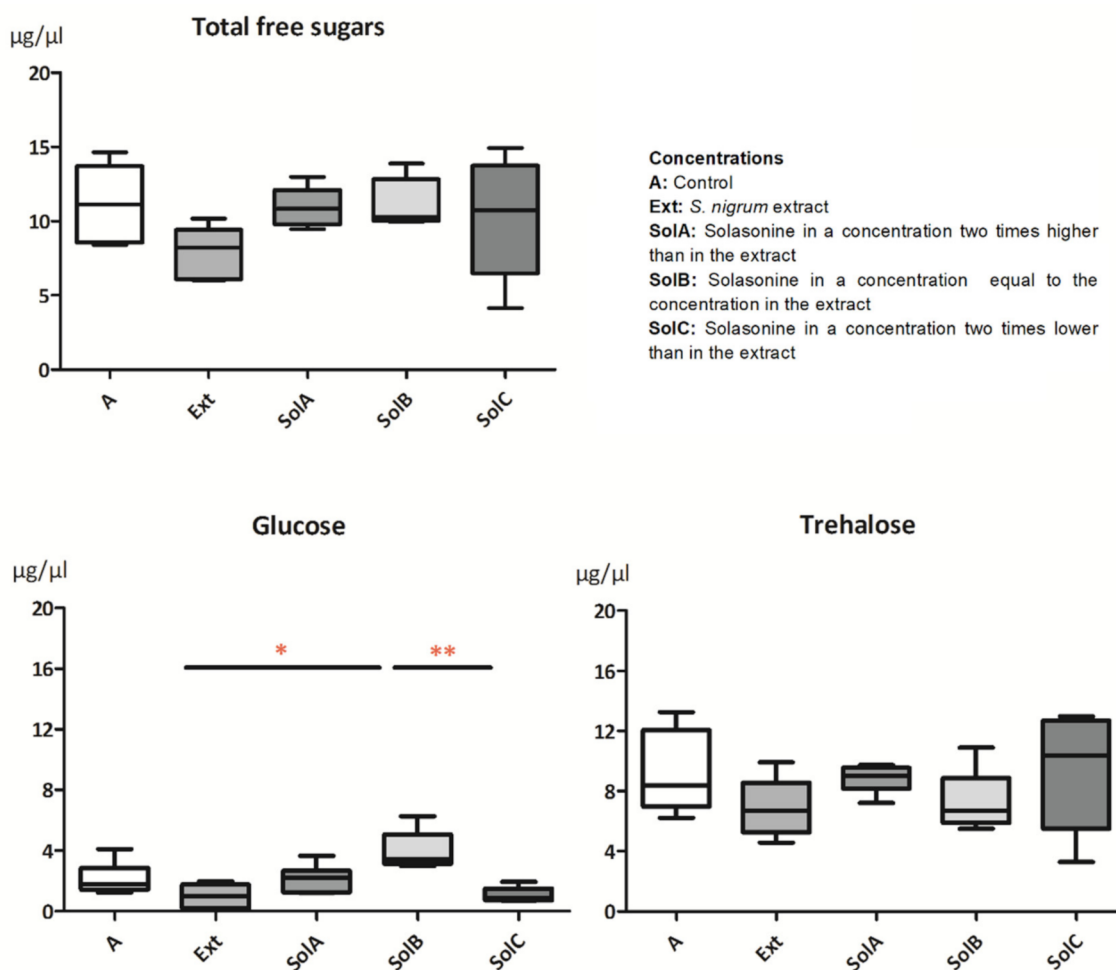 Total free sugars
µg/µl
20
15
10
5
0
A
Ext
SolA
SolB
SolC
Concentrations
A: Control
Ext: S. nigrum extract
SolA: Solasonine in a concentration two times higher
than in the extract
SolB: Solasonine in a concentration equal to the
concentration in the extract
SolC: Solasonine in a concentration two times lower
than in the extract
Glucose
µg/µl
20
16
12
8
4
0
*
**
A
Ext
SolA
SolB
SolC
Trehalose
µg/µl
20
16
12
8
4
0
A
Ext
SolA
SolB
SolC